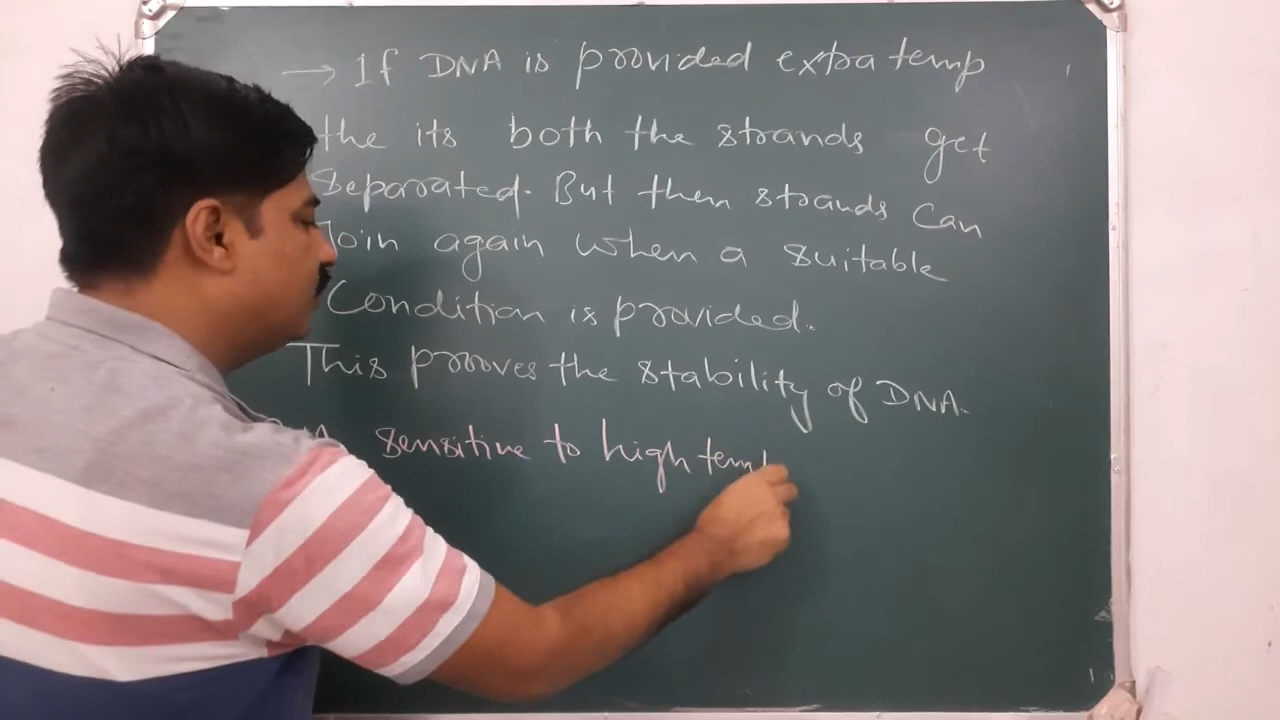 → If DNA is provided extra temp
the its both the strands get
Separated. But then strands can
Join again when a suitable
Condition is provided.
This prooves the stability of DNA.
sensitive to high temp